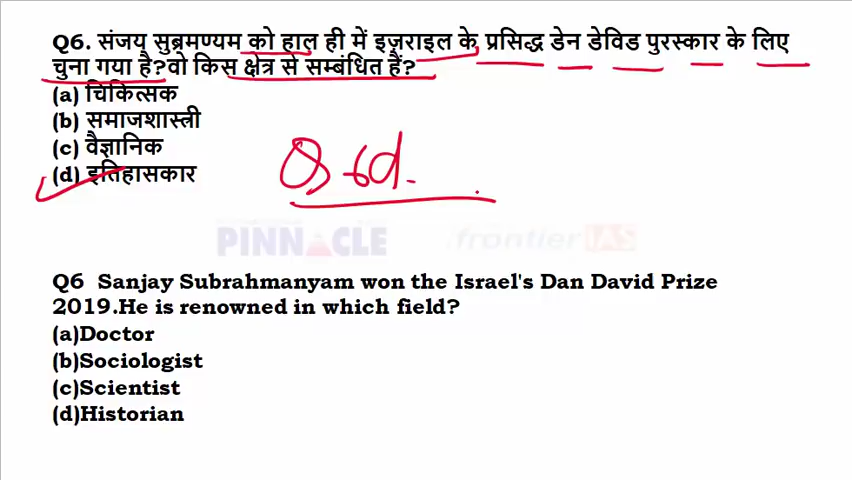 Q6. संजय सुब्रमण्यम को हाल ही में इज़राइल के प्रसिद्ध डेन डेविड पुरस्कार के लिए
चुना गया है?वो किस क्षेत्र से सम्बंधित हैं?
(a) चिकित्सक
(b) समाजशास्त्री
(c) वैज्ञानिक
(d) इतिहासकार
PINNACLE frontier IAS
Q6 Sanjay Subrahmanyam won the Israel's Dan David Prize
2019.He is renowned in which field?
(a)Doctor
(b)Sociologist
(c)Scientist
(d)Historian